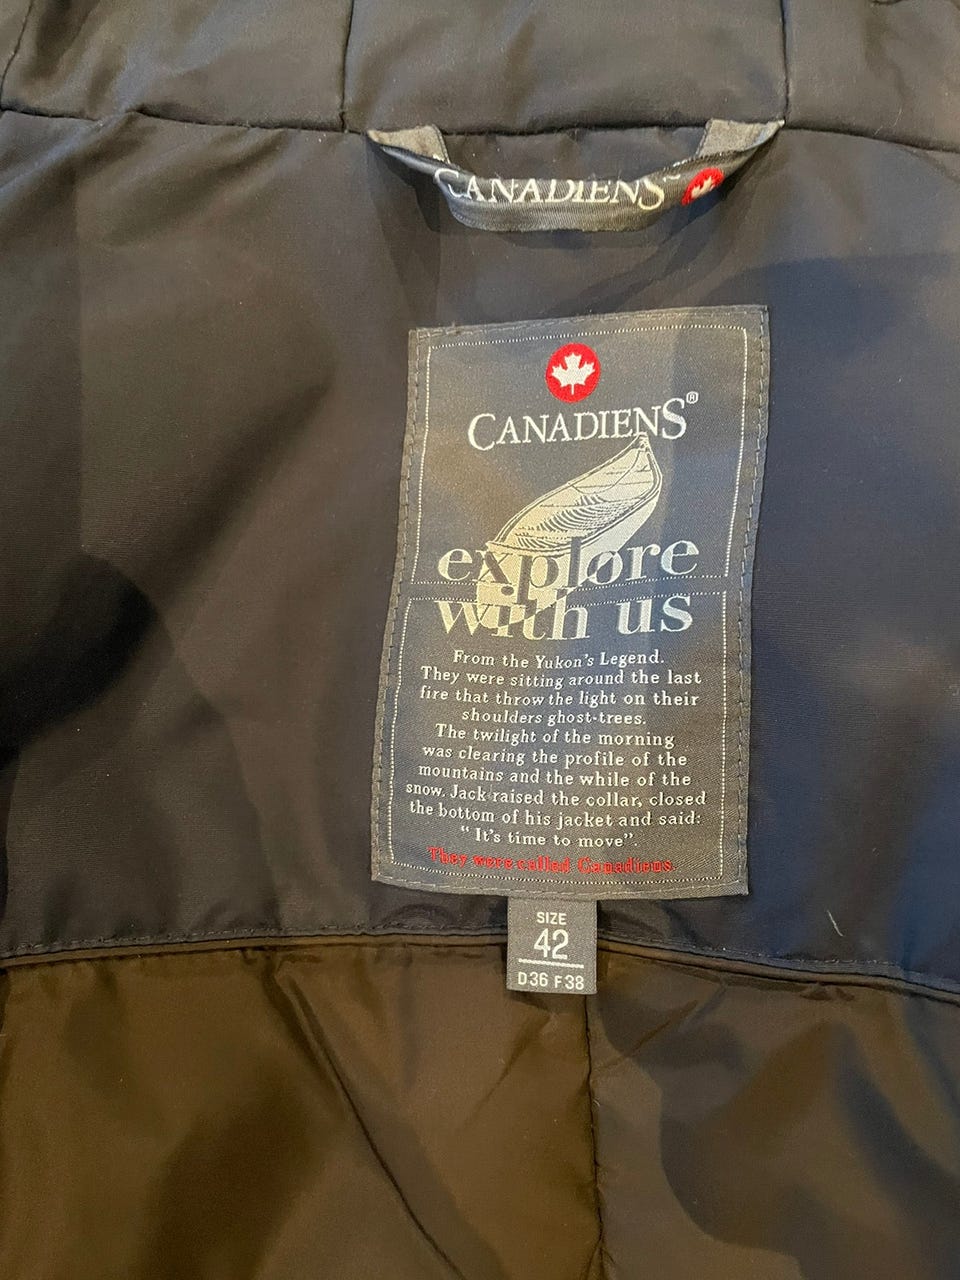 CANADIENS
CANADIENS®
explore
with us
From the Yukon's Legend.
They were sitting around the last
fire that throw the light on their
shoulders ghost-trees.
The twilight of the morning
was clearing the profile of the
mountains and the while of the
snow. Jack raised the collar, closed
the bottom of his jacket and said:
"It's time to move".
They were called Canadiens
SIZE
42
D36 F38